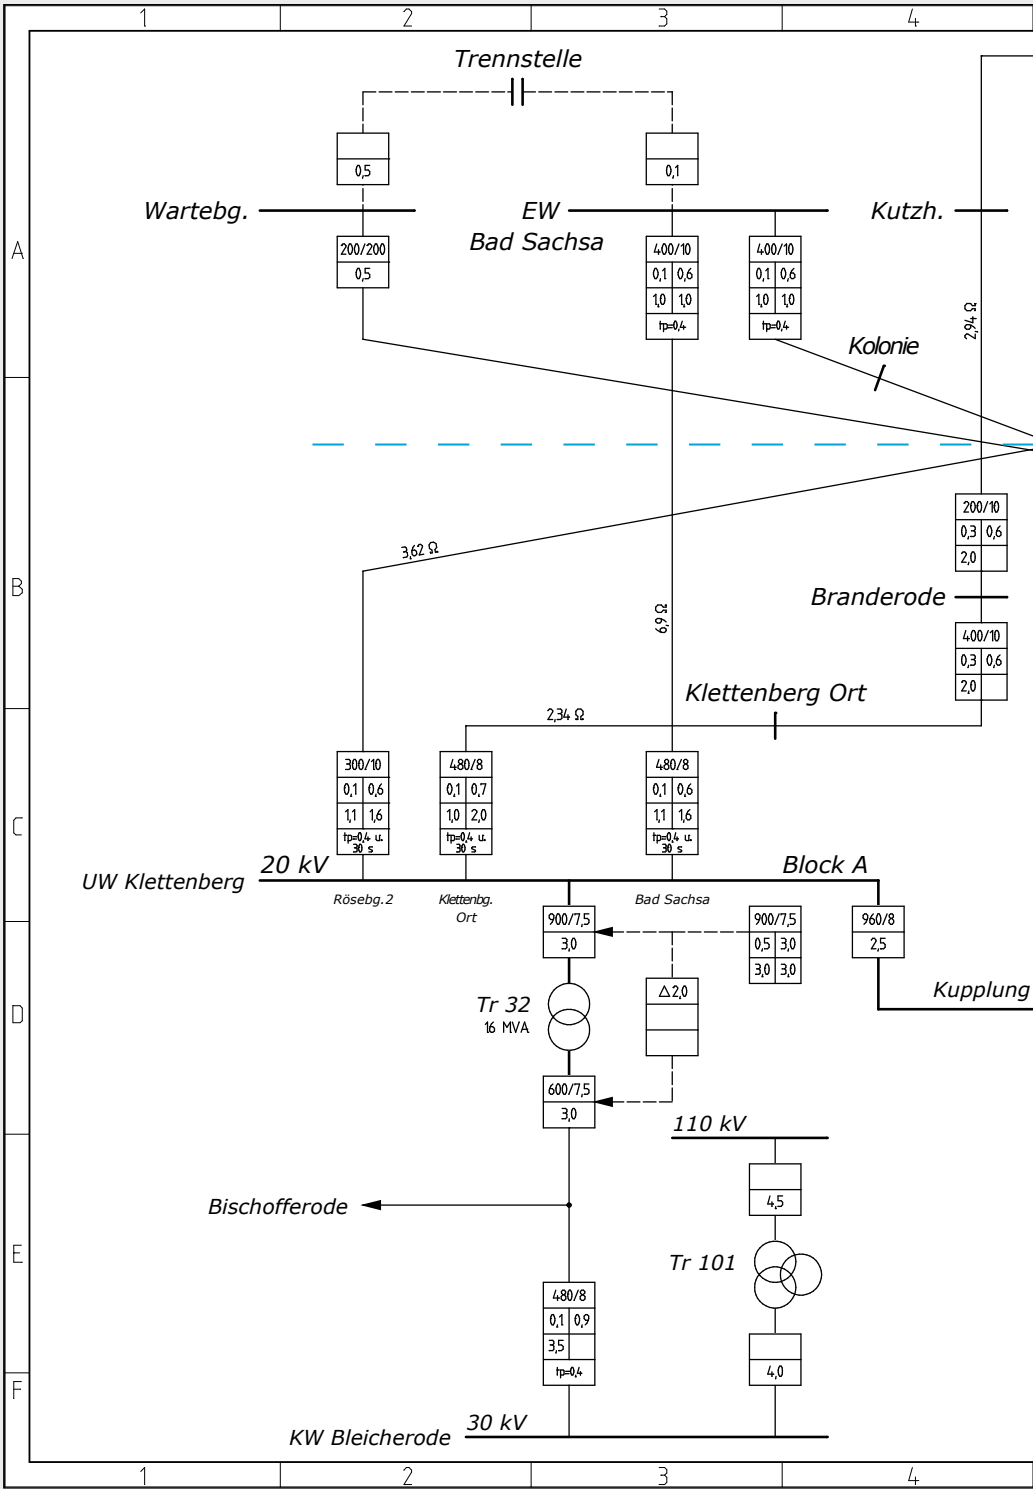 1 2 3 4
Trennstelle
0,5 0,1
Wartebg. EW Bad Sachsa Kutzh.
A
200/200 400/10 400/10
0,5 0,1 0,6 0,1 0,6
1,0 1,0 1,0 1,0
tp=0,4 tp=0,4
2,94 Ω
Kolonie
200/10
0,3 0,6
2,0
3,62 Ω
B
Branderode
6,9 Ω
400/10
0,3 0,6
2,0
Klettenberg Ort
2,34 Ω
300/10 480/8 480/8
0,1 0,6 0,1 0,7 0,1 0,6
1,1 1,6 1,0 2,0 1,1 1,6
tp=0,4 u. tp=0,4 u. tp=0,4 u.
30 s 30 s 30 s
C
UW Klettenberg 20 kV Block A
Rösebg.2 Klettenbg. Ort Bad Sachsa
900/7,5 900/7,5 960/8
3,0 0,5 3,0 2,5
3,0 3,0
D
Tr 32
16 MVA
△2,0
Kupplung
600/7,5
3,0
110 kV
4,5
Bischofferode
E
Tr 101
480/8
0,1 0,9
3,5
tp=0,4
4,0
F
KW Bleicherode 30 kV
1 2 3 4